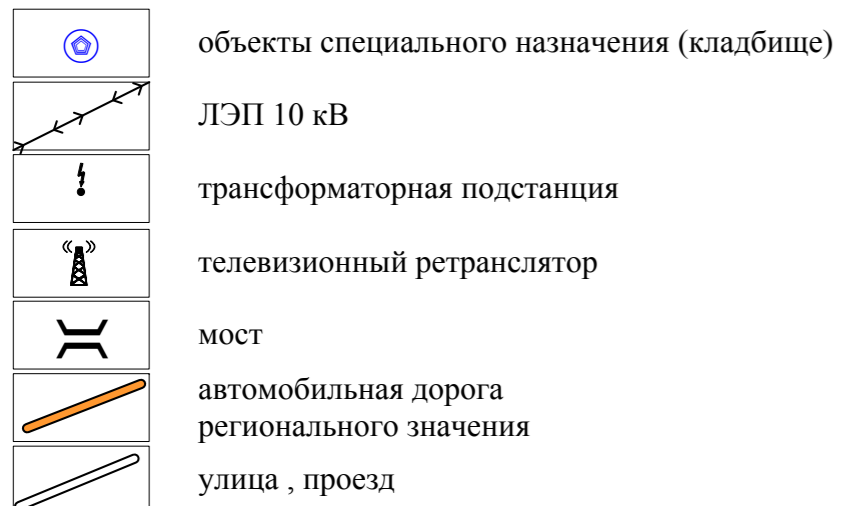 объекты специального назначения (кладбище)
ЛЭП 10 кВ
трансформаторная подстанция
телевизионный ретранслятор
мост
автомобильная дорога
регионального значения
улица , проезд